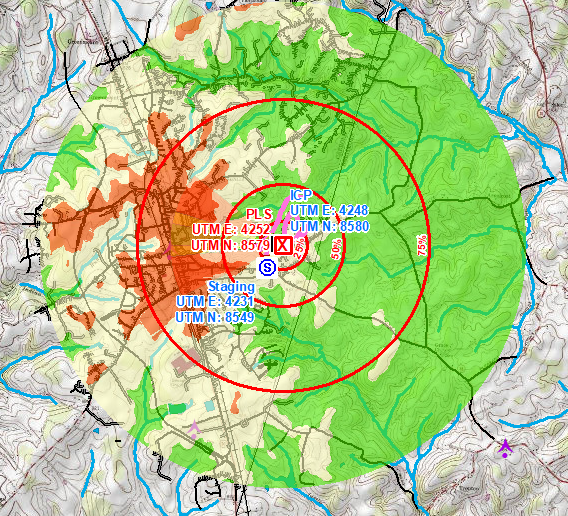 ICP
UTM E: 4248
UTM N: 8580
PLS
UTM E: 4252
UTM N: 8579
X
25%
50%
75%
S
Staging
UTM E: 4231
UTM N: 8549